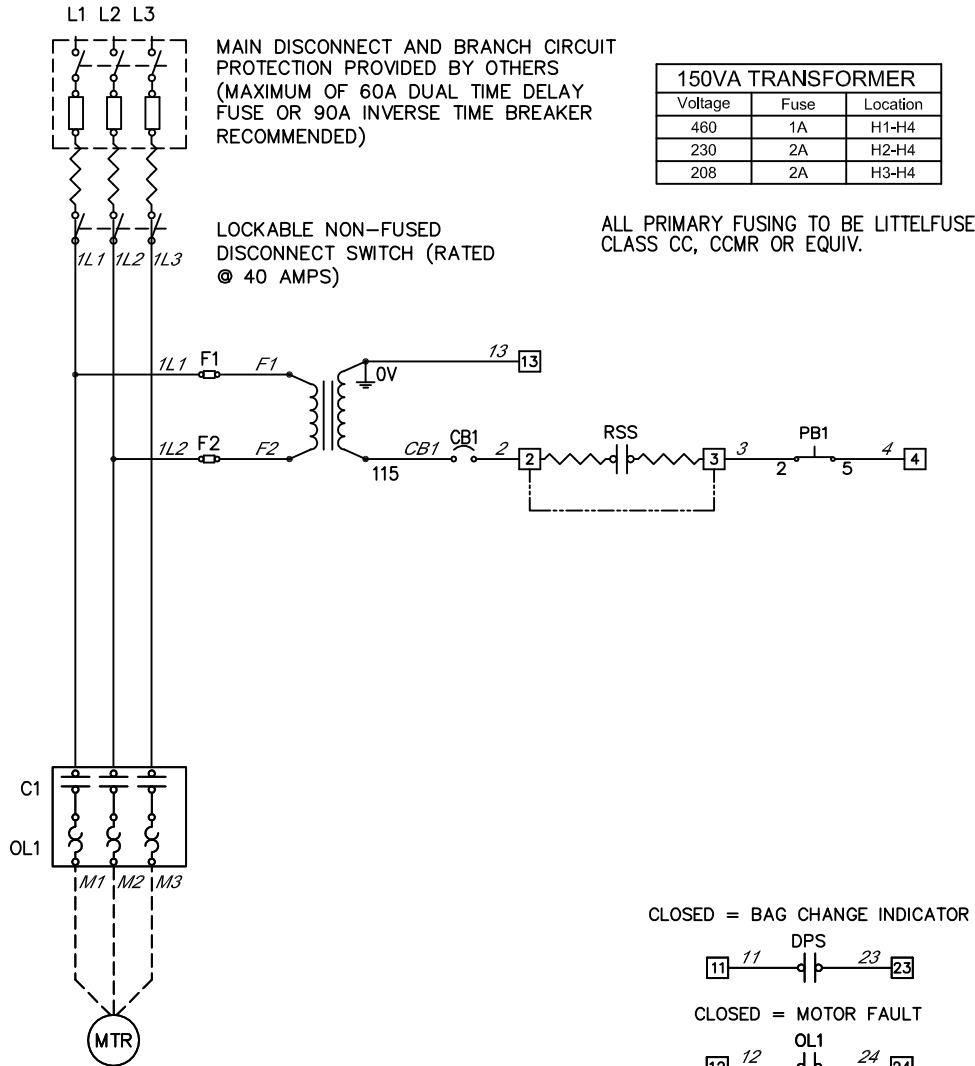 L1 L2 L3
MAIN DISCONNECT AND BRANCH CIRCUIT
PROTECTION PROVIDED BY OTHERS
(MAXIMUM OF 60A DUAL TIME DELAY
FUSE OR 90A INVERSE TIME BREAKER
RECOMMENDED)
150VA TRANSFORMER
Voltage Fuse Location
460 1A H1-H4
230 2A H2-H4
208 2A H3-H4
ALL PRIMARY FUSING TO BE LITTELFUSE
CLASS CC, CCMR OR EQUIV.
LOCKABLE NON-FUSED
DISCONNECT SWITCH (RATED
@ 40 AMPS)
1L1 1L2 1L3
1L1 F1 F1
13 13
0V
1L2 F2 F2
115
CB1 CB1 2 2
RSS
3 3
PB1
2 5
4 4
C1
OL1
M1 M2 M3
MTR
CLOSED = BAG CHANGE INDICATOR
DPS
11 11 23 23
CLOSED = MOTOR FAULT
OL1
12 12 24 24